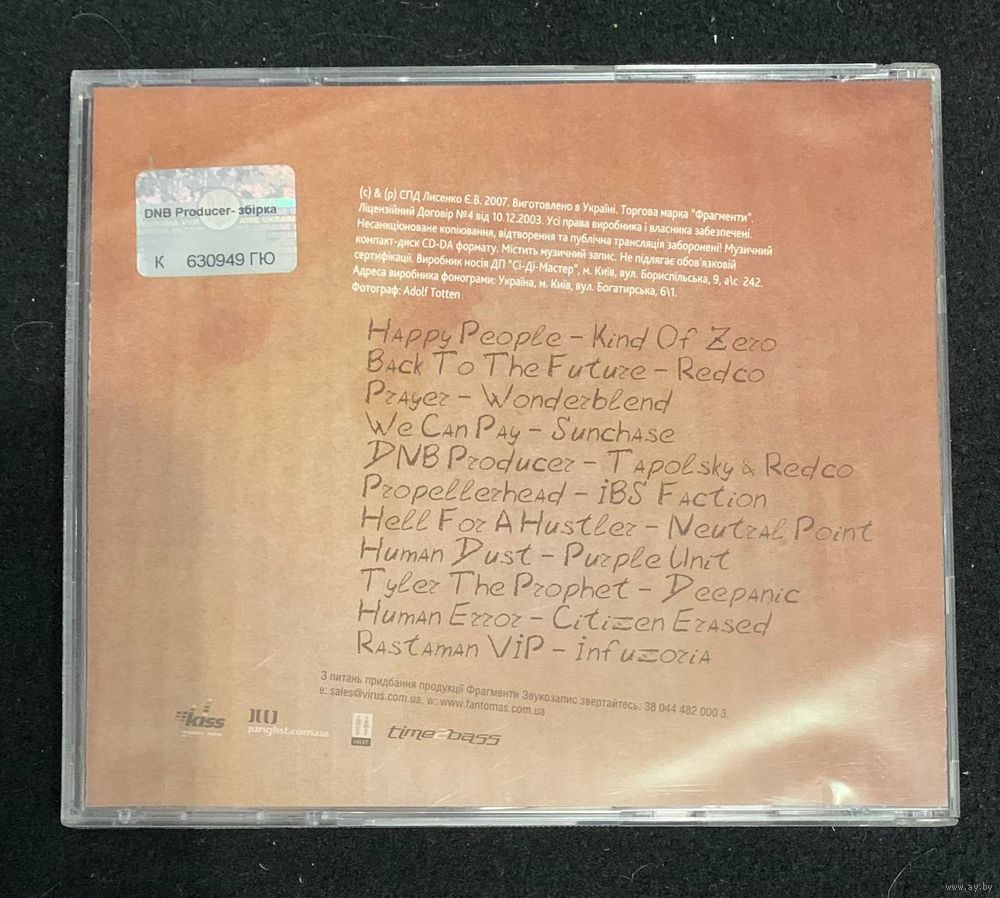 DNB Producer- збірка
К 630949 ГЮ
(c) & (p) СПД Лисенко Є.В. 2007. Виготовлено в Україні. Торгова марка "Фрагменти".
Ліцензійний Договір №4 від 10.12.2003. Усі права виробника і власника забезпечені.
Несанкціоноване копіювання, відтворення та публічна трансляція заборонені! Музичний
компакт-диск CD-DA формату. Містить музичний запис. Не підлягає обов'язковій
сертифікації. Виробник носія ДП "Сі-Ді-Мастер", м. Київ, вул. Бориспільська, 9, а\с 242.
Адреса виробника фонограми: Україна, м. Київ, вул. Богатирська, 6\1.
Фотограф: Adolf Totten
Happy People - Kind Of Zero
Back To The Future - Redco
Prayer - Wonderblend
We Can Pay - Sunchase
DNB Producer - Tapolsky & Redco
Propellerhead - iBS Faction
Hell For A Hustler - Neutral Point
Human Dust - Purple Unit
Tyler The Prophet - Deepanic
Human Error - Citizen Erased
Rastaman ViP - infuzoria
З питань придбання продукції Фрагменти Звукозапис звертайтесь: 38 044 482 000 3,
e: sales@virus.com.ua, w: www.fantomas.com.ua
kiss
junglist.com.ua
time2bass
www.ay.by